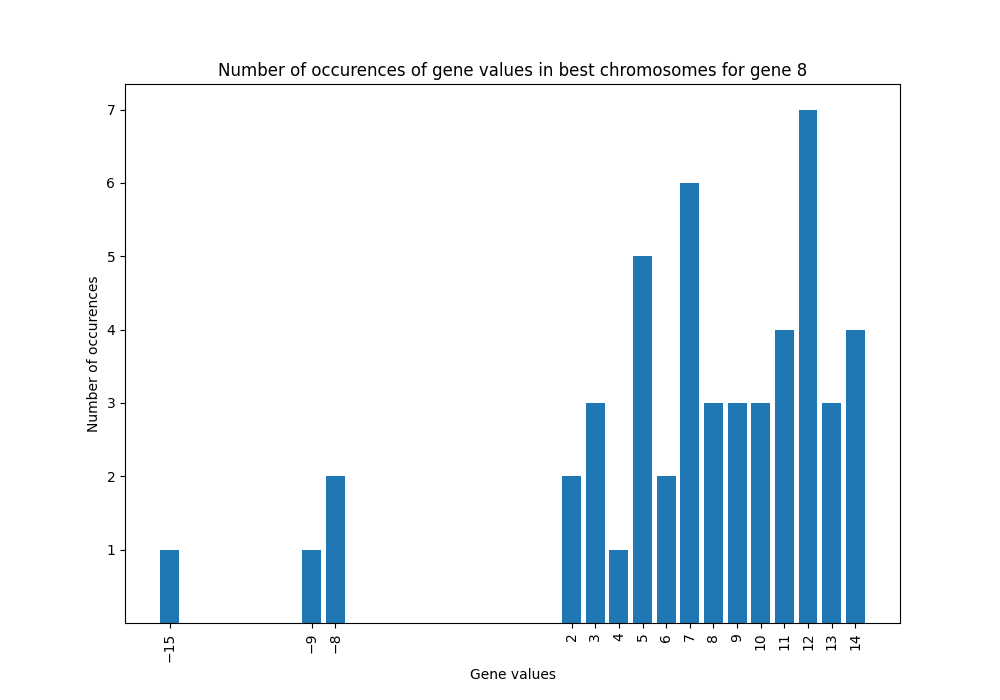 Number of occurences of gene values in best chromosomes for gene 8
7
6
5
4
3
2
1
Number of occurences
−15 −9 −8 2 3 4 5 6 7 8 9 10 11 12 13 14
Gene values